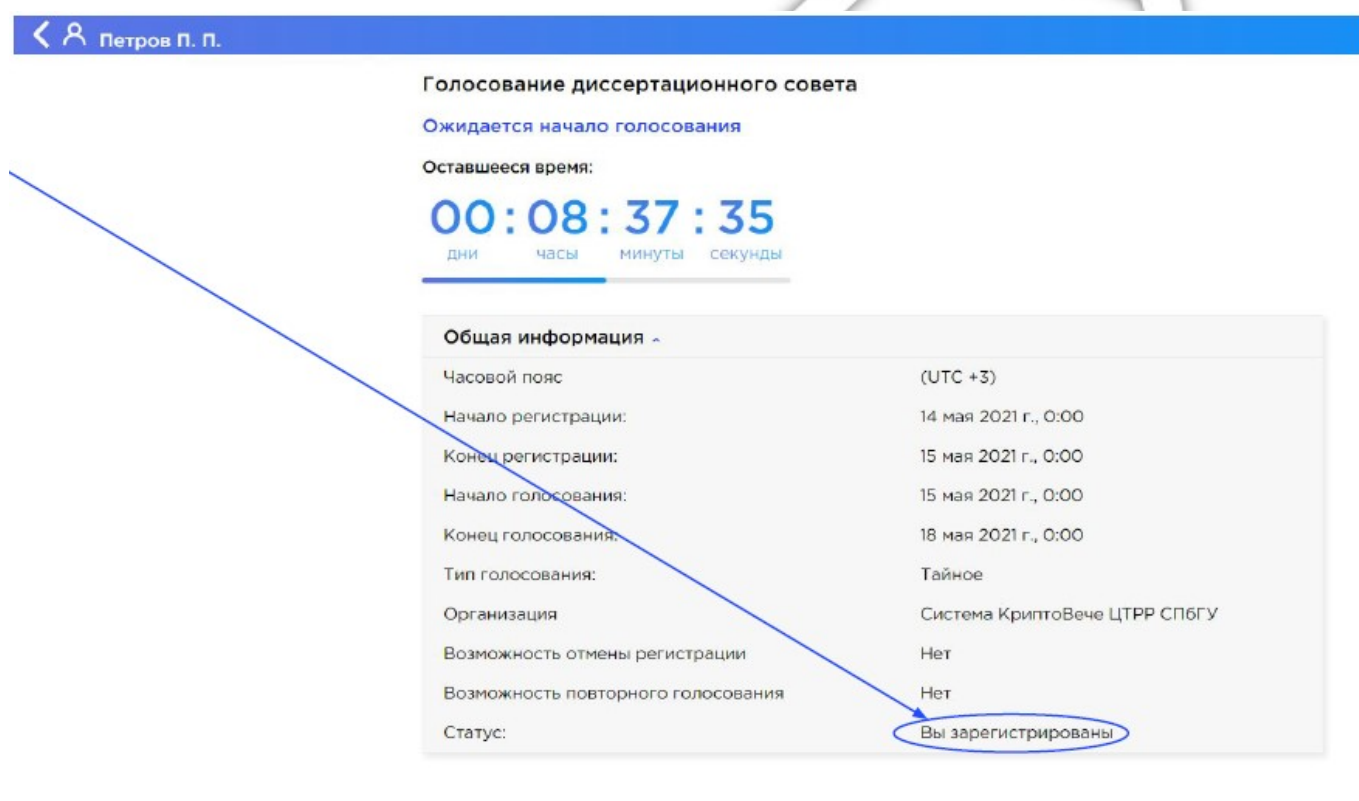 Петров П. П.
Голосование диссертационного совета
Ожидается начало голосования
Оставшееся время:
00 : 08 : 37 : 35
дни часы минуты секунды
Общая информация
Часовой пояс (UTC +3)
Начало регистрации: 14 мая 2021 г., 0:00
Конец регистрации: 15 мая 2021 г., 0:00
Начало голосования: 15 мая 2021 г., 0:00
Конец голосования: 18 мая 2021 г., 0:00
Тип голосования: Тайное
Организация Система КриптоВече ЦТРР СПбГУ
Возможность отмены регистрации Нет
Возможность повторного голосования Нет
Статус: Вы зарегистрированы